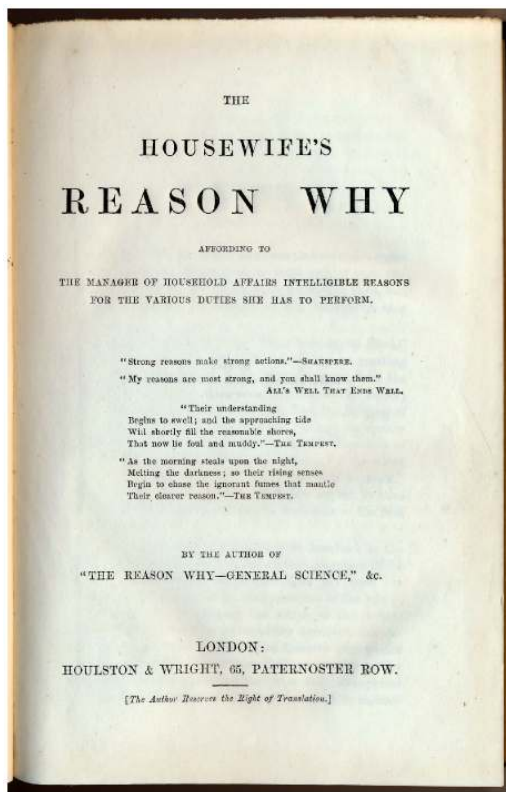 THE
HOUSEWIFE'S
REASON WHY
AFFORDING TO
THE MANAGER OF HOUSEHOLD AFFAIRS INTELLIGIBLE REASONS
FOR THE VARIOUS DUTIES SHE HAS TO PERFORM.
"Strong reasons make strong actions."—SHAKSPERE.
"My reasons are most strong, and you shall know them."
ALL'S WELL THAT ENDS WELL.
"Their understanding
Begins to swell; and the approaching tide
Will shortly fill the reasonable shores,
That now lie foul and muddy."—THE TEMPEST.
"As the morning steals upon the night,
Melting the darkness; so their rising senses
Begin to chase the ignorant fumes that mantle
Their clearer reason."—THE TEMPEST.
BY THE AUTHOR OF
"THE REASON WHY—GENERAL SCIENCE," &c.
LONDON:
HOULSTON & WRIGHT, 65, PATERNOSTER ROW.
[The Author Reserves the Right of Translation.]